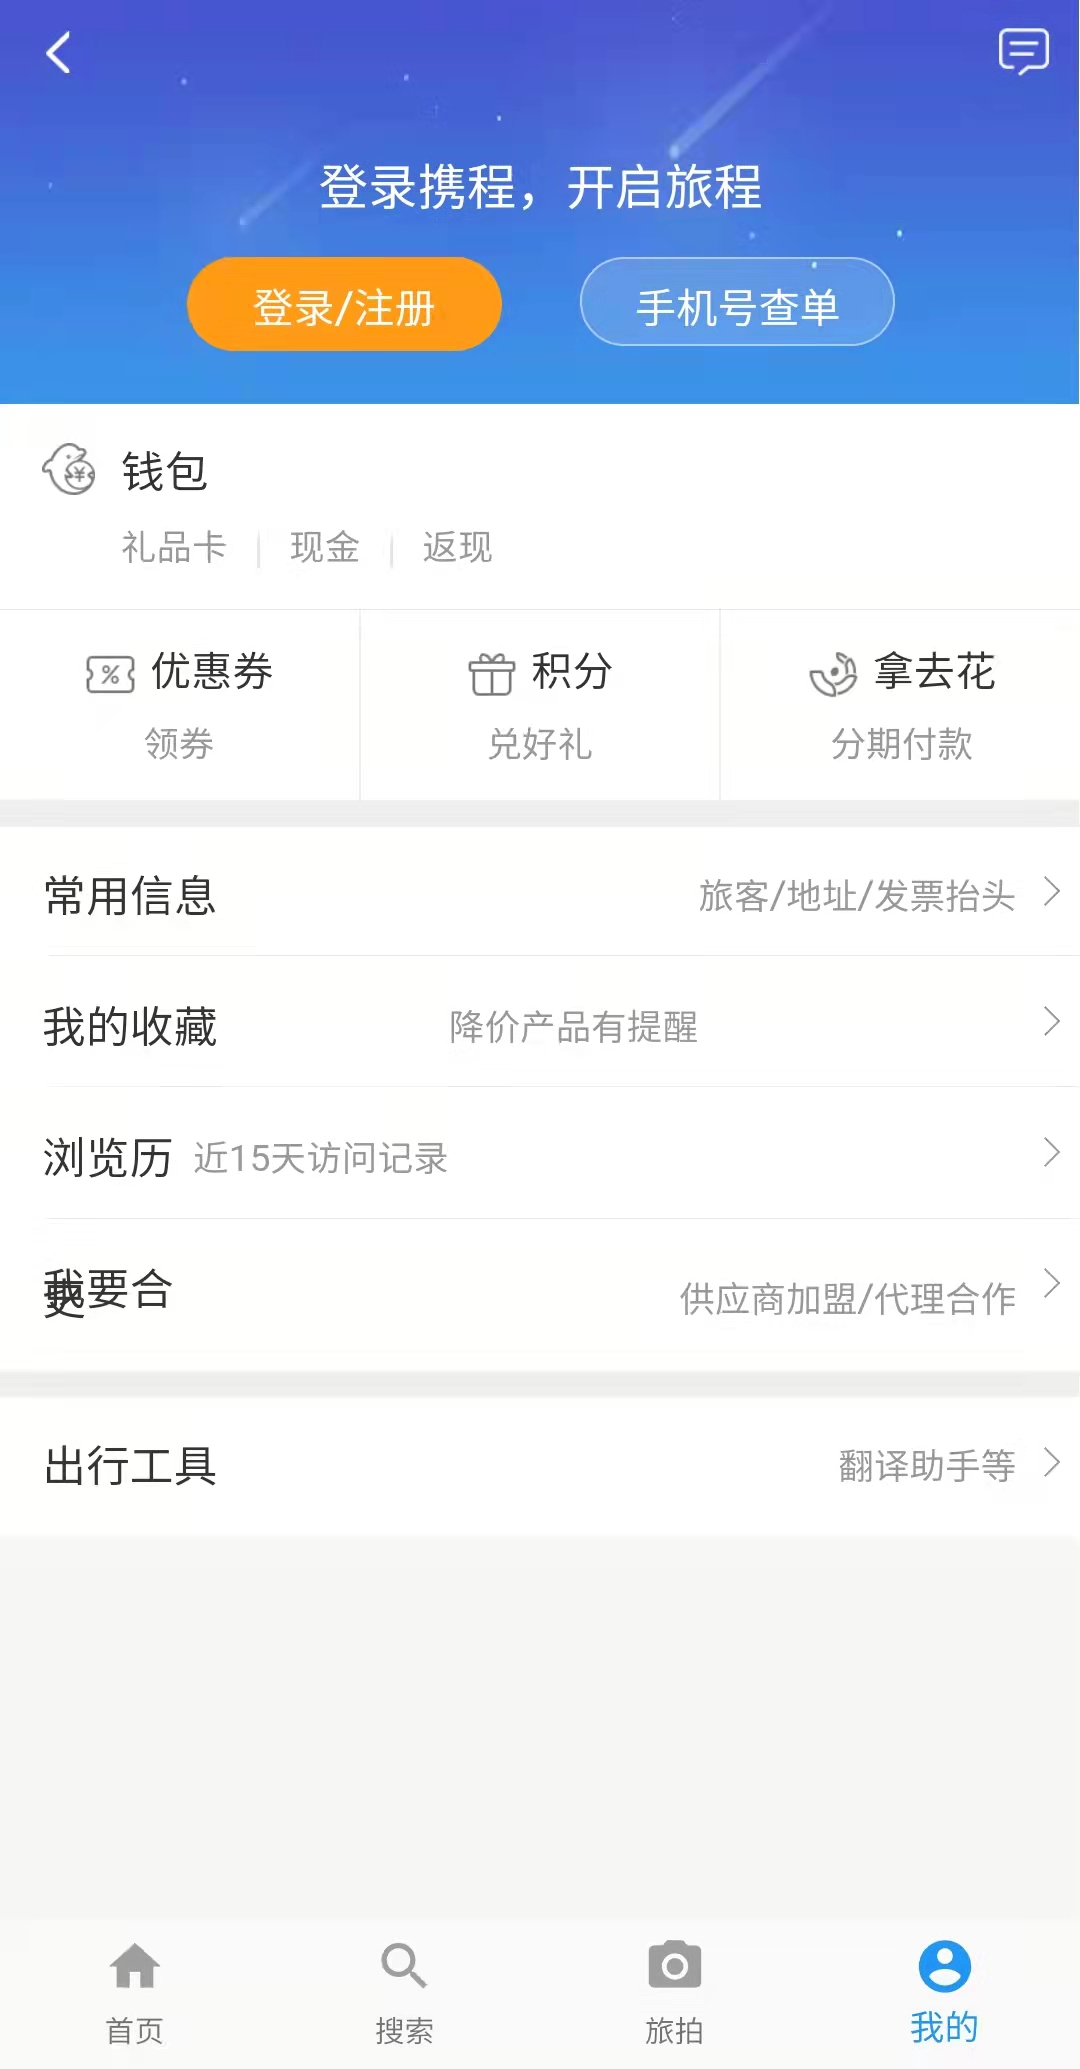 登录携程，开启旅程
登录/注册 手机号查单
钱包
礼品卡 现金 返现
优惠券 积分 拿去花
领券 兑好礼 分期付款
常用信息 旅客/地址/发票抬头
我的收藏 降价产品有提醒
浏览历 近15天访问记录
我要合 供应商加盟/代理合作
出行工具 翻译助手等
首页 搜索 旅拍 我的